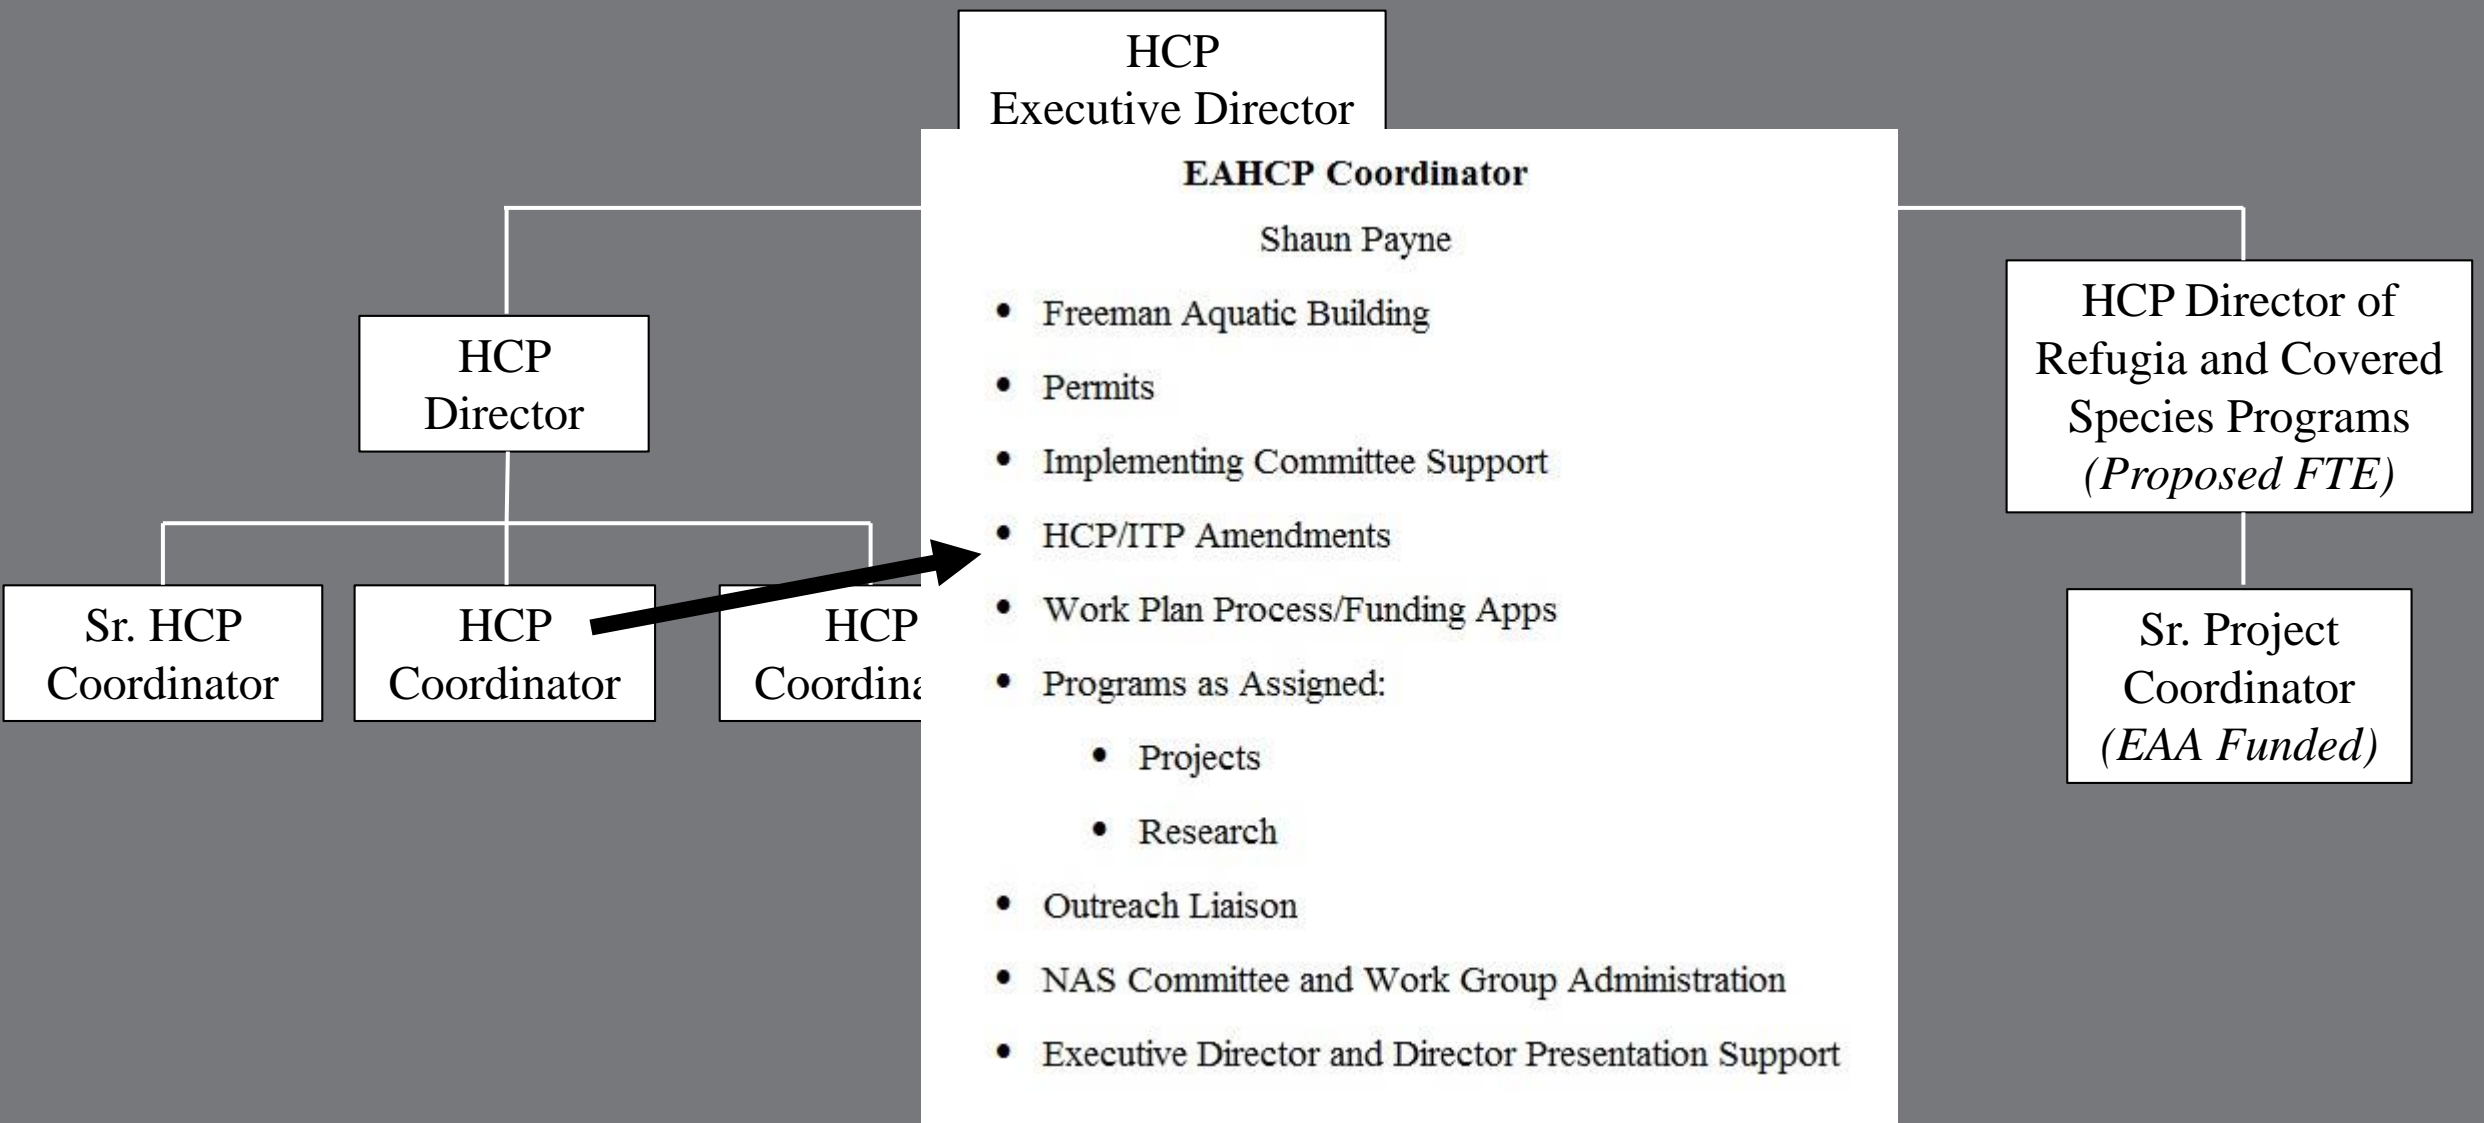 HCP
Executive Director
EAHCP Coordinator
Shaun Payne
• Freeman Aquatic Building
• Permits
• Implementing Committee Support
• HCP/ITP Amendments
• Work Plan Process/Funding Apps
• Programs as Assigned:
• Projects
• Research
• Outreach Liaison
• NAS Committee and Work Group Administration
• Executive Director and Director Presentation Support
HCP
Director
Sr. HCP
Coordinator
HCP
Coordinator
HCP
HCP Director of
Refugia and Covered
Species Programs
(Proposed FTE)
Sr. Project
Coordinator
(EAA Funded)